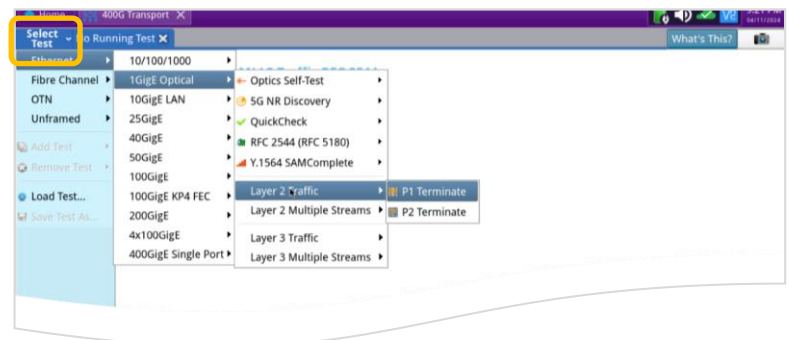 Home 400G Transport
V2 04/11/2024
Select Test No Running Test What's This?
Ethernet
Fibre Channel
OTN
Unframed
Add Test
Remove Test
Load Test...
Save Test As...
10/100/1000
1GigE Optical
10GigE LAN
25GigE
40GigE
50GigE
100GigE
100GigE KP4 FEC
200GigE
4x100GigE
400GigE Single Port
Optics Self-Test
5G NR Discovery
QuickCheck
RFC 2544 (RFC 5180)
Y.1564 SAMComplete
Layer 2 Traffic
Layer 2 Multiple Streams
Layer 3 Traffic
Layer 3 Multiple Streams
P1 Terminate
P2 Terminate